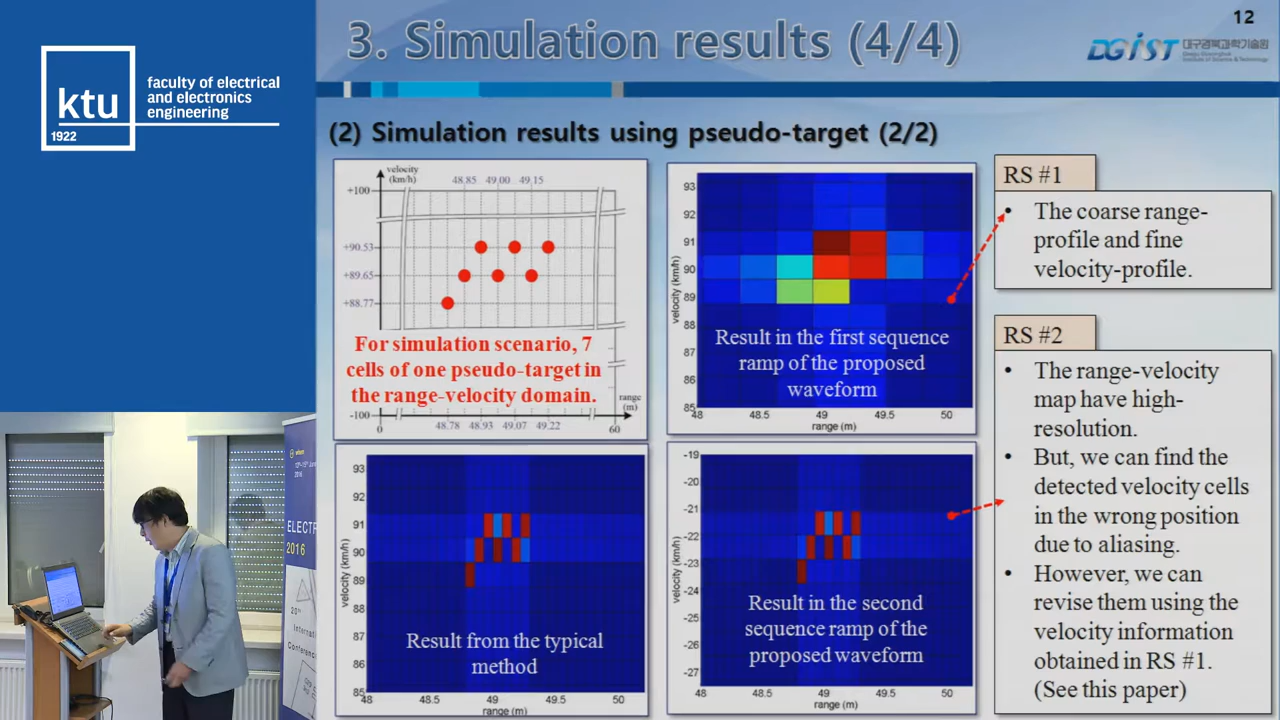 ktu
1922
faculty of electrical
and electronics
engineering
3. Simulation results (4/4)
12
DGIST 대구경북과학기술원
(2) Simulation results using pseudo-target (2/2)
velocity
(km/h)
48.85 49.00 49.15
+100
+90.53
+89.65
+88.77
For simulation scenario, 7
cells of one pseudo-target in
the range-velocity domain.
range
(m)
-100
0 48.78 48.93 49.07 49.22 60
93
92
91
90
89
88
87
86
85
velocity (km/h)
Result in the first sequence
ramp of the proposed
waveform
48 48.5 49 49.5 50
range (m)
RS #1
• The coarse range-
profile and fine
velocity-profile.
93
92
91
90
89
88
87
86
85
velocity (km/h)
Result from the typical
method
48 48.5 49 49.5 50
range (m)
-19
-20
-21
-22
-23
-24
-25
-26
-27
velocity (km/h)
Result in the second
sequence ramp of the
proposed waveform
48 48.5 49 49.5 50
range (m)
RS #2
• The range-velocity
map have high-
resolution.
• But, we can find the
detected velocity cells
in the wrong position
due to aliasing.
• However, we can
revise them using the
velocity information
obtained in RS #1.
(See this paper)
2016
ELECTR
2016
20th
Internat
Conferenc